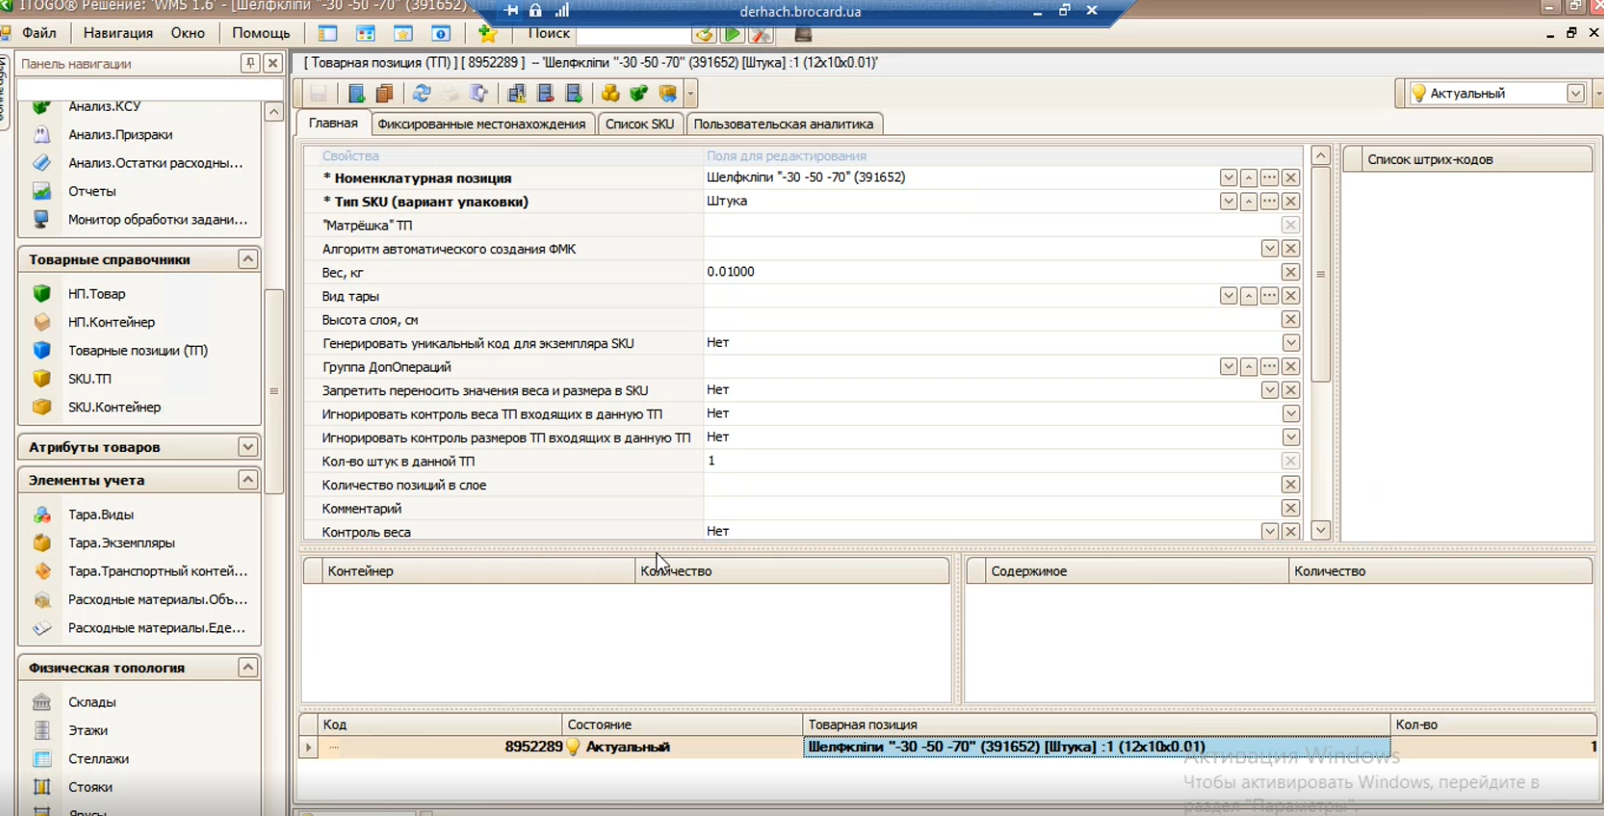 ITOGO® Решение: 'WMS 1.6' - [Шелфкліпи "-30 -50 -70" (391652)
derhach.brocard.ua
Файл Навигация Окно Помощь Поиск
Панель навигации
Анализ.КСУ
Анализ.Призраки
Анализ.Остатки расходны...
Отчеты
Монитор обработки задани...
Товарные справочники
НП.Товар
НП.Контейнер
Товарные позиции (ТП)
SKU.ТП
SKU.Контейнер
Атрибуты товаров
Элементы учета
Тара.Виды
Тара.Экземпляры
Тара.Транспортный контей...
Расходные материалы.Объ...
Расходные материалы.Еде...
Физическая топология
Склады
Этажи
Стеллажи
Стояки
Ярусы
[ Товарная позиция (ТП) ] [ 8952289 ] -- 'Шелфкліпи "-30 -50 -70" (391652) [Штука] :1 (12x10x0.01)'
Актуальный
Главная Фиксированные местонахождения Список SKU Пользовательская аналитика
Свойства Поля для редактирования
* Номенклатурная позиция Шелфкліпи "-30 -50 -70" (391652)
* Тип SKU (вариант упаковки) Штука
"Матрёшка" ТП
Алгоритм автоматического создания ФМК
Вес, кг 0.01000
Вид тары
Высота слоя, см
Генерировать уникальный код для экземпляра SKU Нет
Группа ДопОпераций
Запретить переносить значения веса и размера в SKU Нет
Игнорировать контроль веса ТП входящих в данную ТП Нет
Игнорировать контроль размеров ТП входящих в данную ТП Нет
Кол-во штук в данной ТП 1
Количество позиций в слое
Комментарий
Контроль веса Нет
Список штрих-кодов
Контейнер Количество
Содержимое Количество
Код Состояние Товарная позиция Кол-во
8952289 Актуальный Шелфкліпи "-30 -50 -70" (391652) [Штука] :1 (12x10x0.01) 1
Активация Windows
Чтобы активировать Windows, перейдите в
раздел "Параметры".